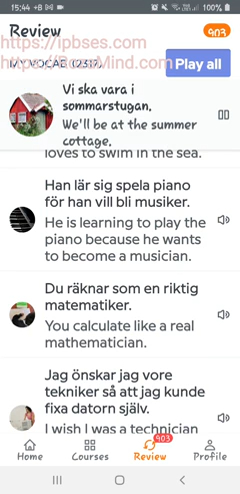 15:44 +B
100%
Review
903
https://ipbses.com
MY VOCAB (2317)
Play all
Vi ska vara i
sommarstugan.
We'll be at the summer
cottage.
loves to swim in the sea.
Han lär sig spela piano
för han vill bli musiker.
He is learning to play the
piano because he wants
to become a musician.
Du räknar som en riktig
matematiker.
You calculate like a real
mathematician.
Jag önskar jag vore
tekniker så att jag kunde
fixa datorn själv.
I wish I was a technician
903
Home Courses Review Profile